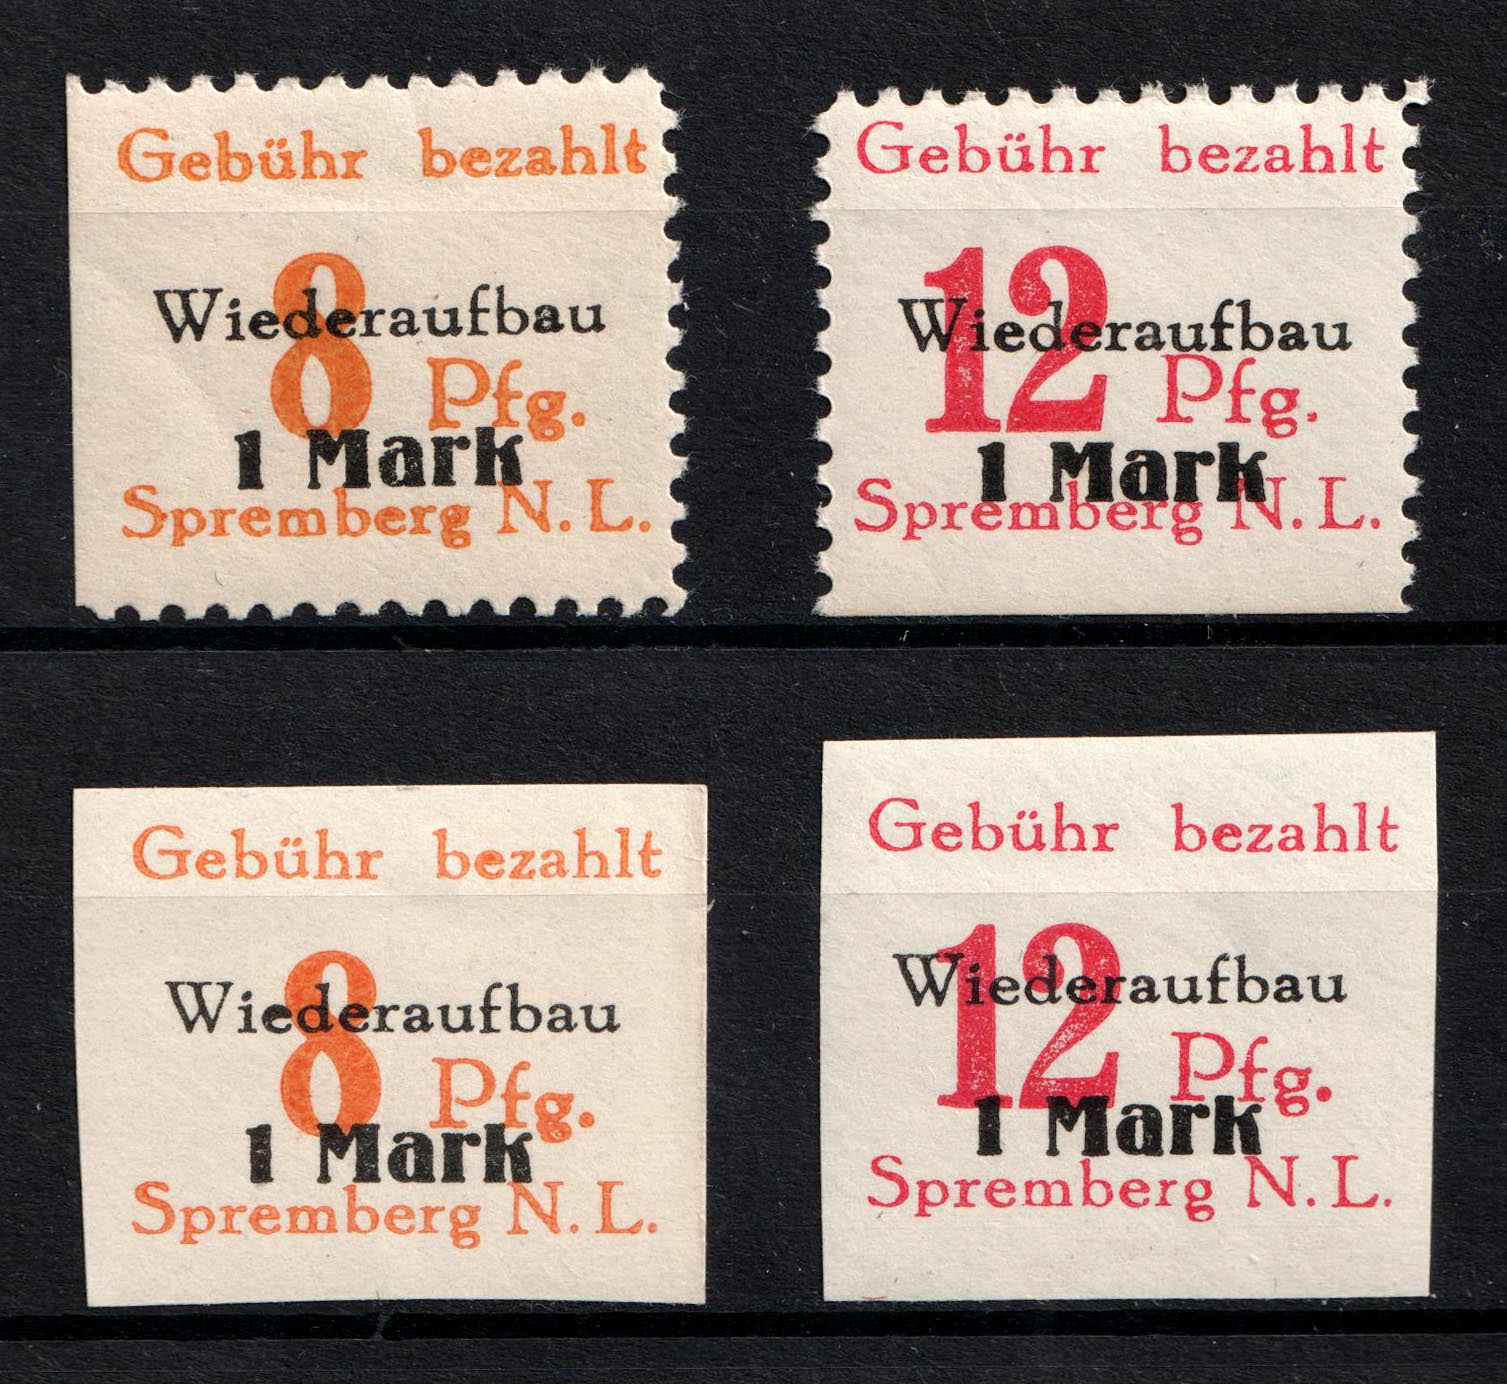 Gebühr bezahlt
8 Pfg.
Wiederaufbau
1 Mark
Spremberg N. L.
Gebühr bezahlt
12 Pfg.
Wiederaufbau
1 Mark
Spremberg N. L.
Gebühr bezahlt
8 Pfg.
Wiederaufbau
1 Mark
Spremberg N. L.
Gebühr bezahlt
12 Pfg.
Wiederaufbau
1 Mark
Spremberg N. L.